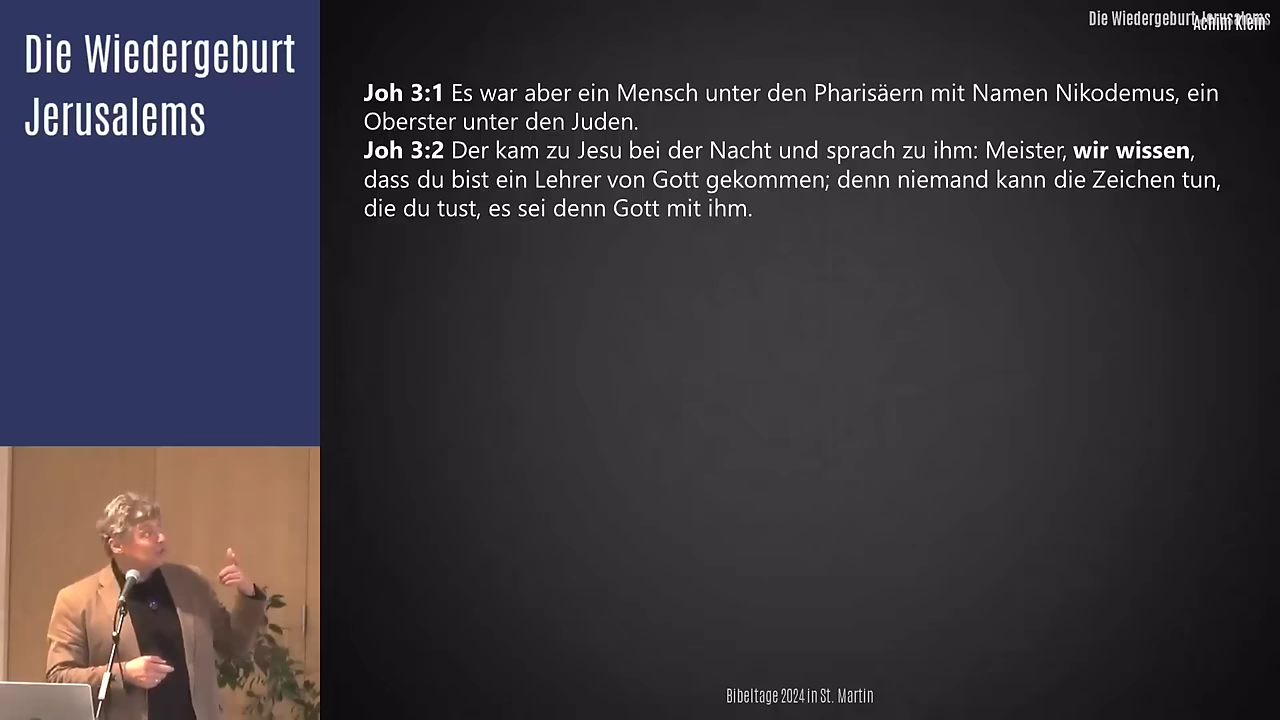 Die Wiedergeburt
Jerusalems
Die Wiedergeburt Jerusalems
Achim Klein
Joh 3:1 Es war aber ein Mensch unter den Pharisäern mit Namen Nikodemus, ein
Oberster unter den Juden.
Joh 3:2 Der kam zu Jesu bei der Nacht und sprach zu ihm: Meister, wir wissen,
dass du bist ein Lehrer von Gott gekommen; denn niemand kann die Zeichen tun,
die du tust, es sei denn Gott mit ihm.
Bibeltage 2024 in St. Martin